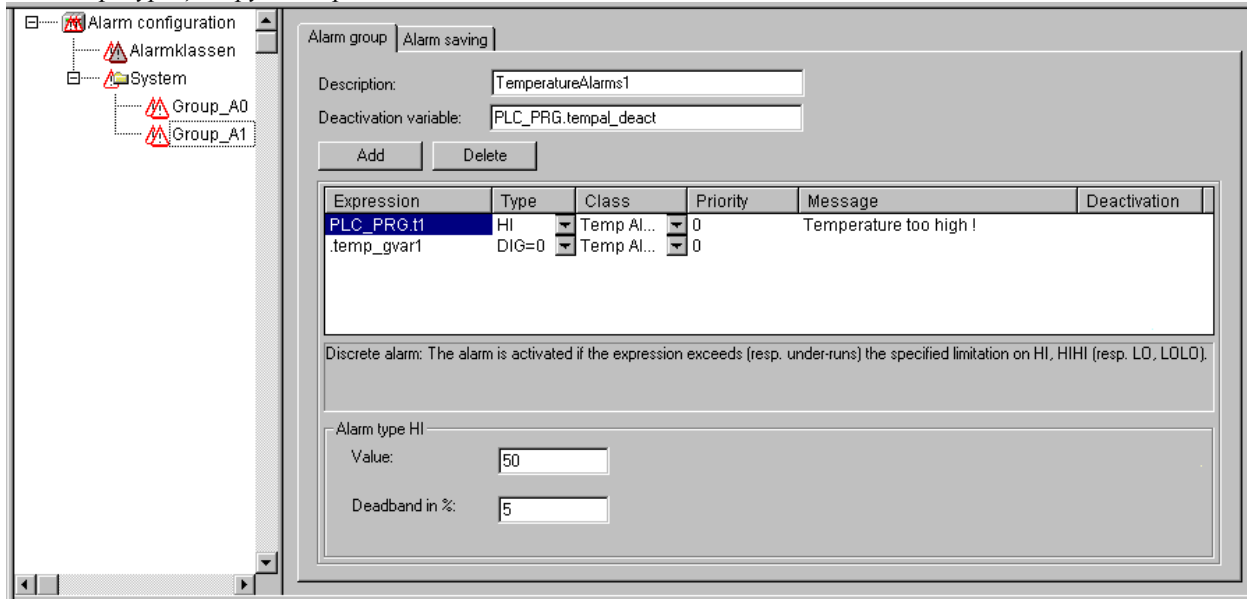 Alarm configuration
Alarmklassen
System
Group_A0
Group_A1
Alarm group Alarm saving
Description: TemperatureAlarms1
Deactivation variable: PLC_PRG.tempal_deact
Add Delete
Expression Type Class Priority Message Deactivation
PLC_PRG.t1 HI Temp Al... 0 Temperature too high !
.temp_gvar1 DIG=0 Temp Al... 0
Discrete alarm: The alarm is activated if the expression exceeds (resp. under-runs) the specified limitation on HI, HIHI (resp. LO, LOLO).
Alarm type HI
Value: 50
Deadband in %: 5